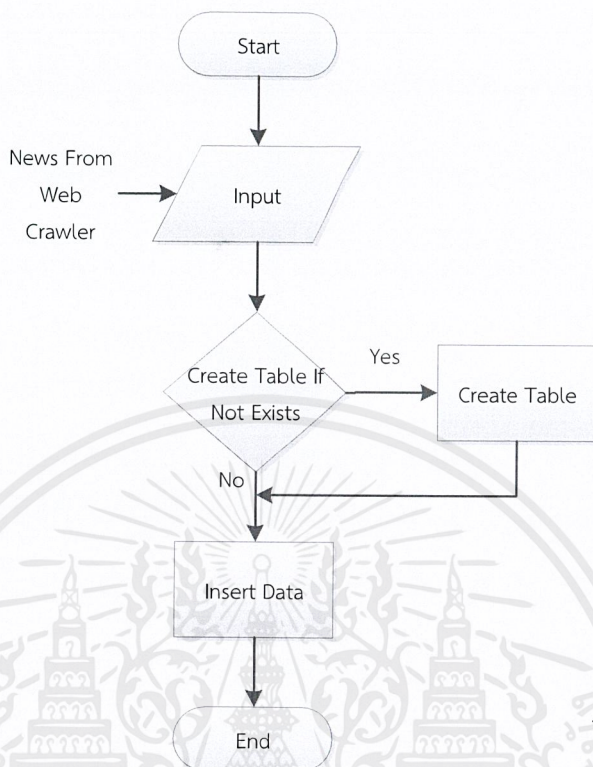 Start
News From
Web
Crawler
Input
Create Table If
Not Exists
Yes
Create Table
No
Insert Data
End